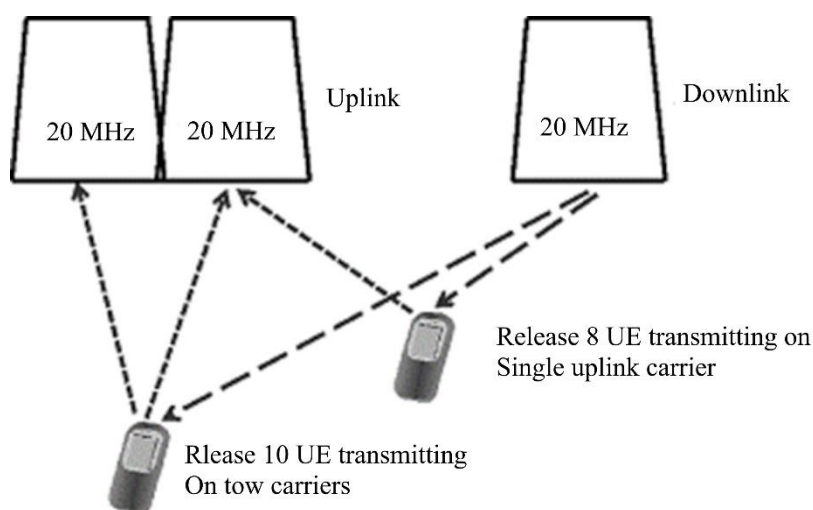 20 MHz
20 MHz
Uplink
20 MHz
Downlink
Release 8 UE transmitting on
Single uplink carrier
Rlease 10 UE transmitting
On tow carriers